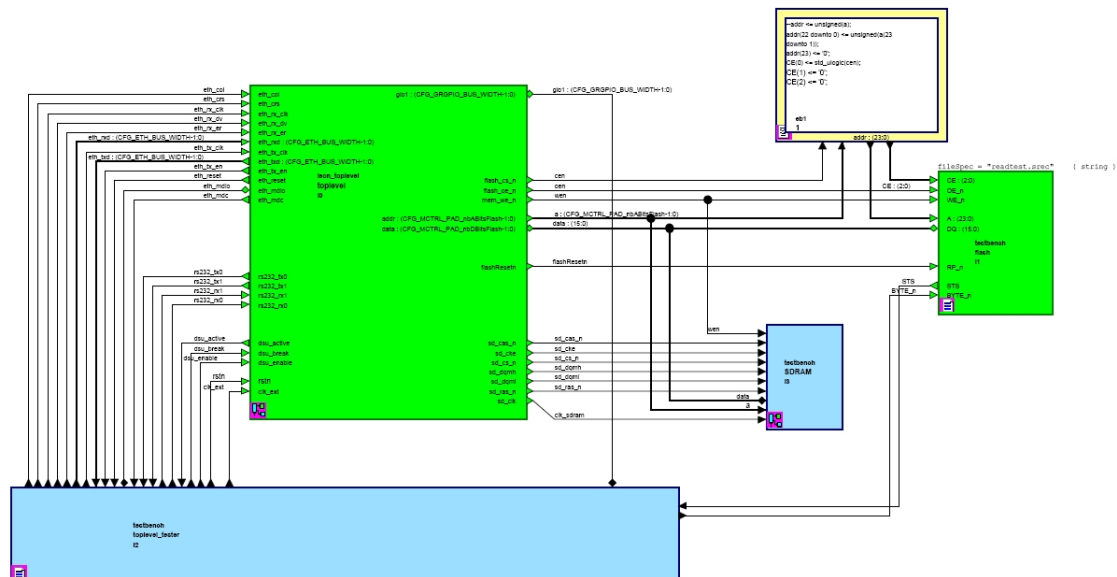 --addr <= unsigned(a);
addr(22 downto 0) <= unsigned(a(23
downto 1));
addr(23) <= '0';
CE(0) <= std_ulogic(cen);
CE(1) <= '0';
CE(2) <= '0';
eb1
1
addr : (23:0)
fileSpec = "readtest.srec" ( string )
eth_col
eth_crs
eth_rx_clk
eth_rx_dv
eth_rx_er
eth_rxd : (CFG_ETH_BUS_WIDTH-1:0)
eth_tx_clk
eth_txd : (CFG_ETH_BUS_WIDTH-1:0)
eth_tx_en
eth_reset
eth_mdio
eth_mdc
rs232_tx0
rs232_tx1
rs232_rx1
rs232_rx0
dsu_active
dsu_break
dsu_enable
rstn
clk_ext
eth_col
eth_crs
eth_rx_clk
eth_rx_dv
eth_rx_er
eth_rxd : (CFG_ETH_BUS_WIDTH-1:0)
eth_tx_clk
eth_txd : (CFG_ETH_BUS_WIDTH-1:0)
eth_tx_en
eth_reset
eth_mdio
eth_mdc
leon_toplevel
toplevel
I0
rs232_tx0
rs232_tx1
rs232_rx1
rs232_rx0
dsu_active
dsu_break
dsu_enable
rstn
clk_ext
gio1 : (CFG_GRGPIO_BUS_WIDTH-1:0)
flash_cs_n
flash_oe_n
mem_we_n
addr : (CFG_MCTRL_PAD_nbABitsFlash-1:0)
data : (CFG_MCTRL_PAD_nbDBitsFlash-1:0)
flashResetn
sd_cas_n
sd_cke
sd_cs_n
sd_dqmh
sd_dqml
sd_ras_n
sd_clk
gio1 : (CFG_GRGPIO_BUS_WIDTH-1:0)
cen
oen
wen
a : (CFG_MCTRL_PAD_nbABitsFlash-1:0)
data : (15:0)
flashResetn
sd_cas_n
sd_cke
sd_cs_n
sd_dqmh
sd_dqml
sd_ras_n
clk_sdram
wen
data
a
testbench
SDRAM
I3
CE : (2:0)
STS
BYTE_n
CE : (2:0)
OE_n
WE_n
A : (23:0)
DQ : (15:0)
testbench
flash
I1
RP_n
STS
BYTE_n
testbench
toplevel_tester
I2